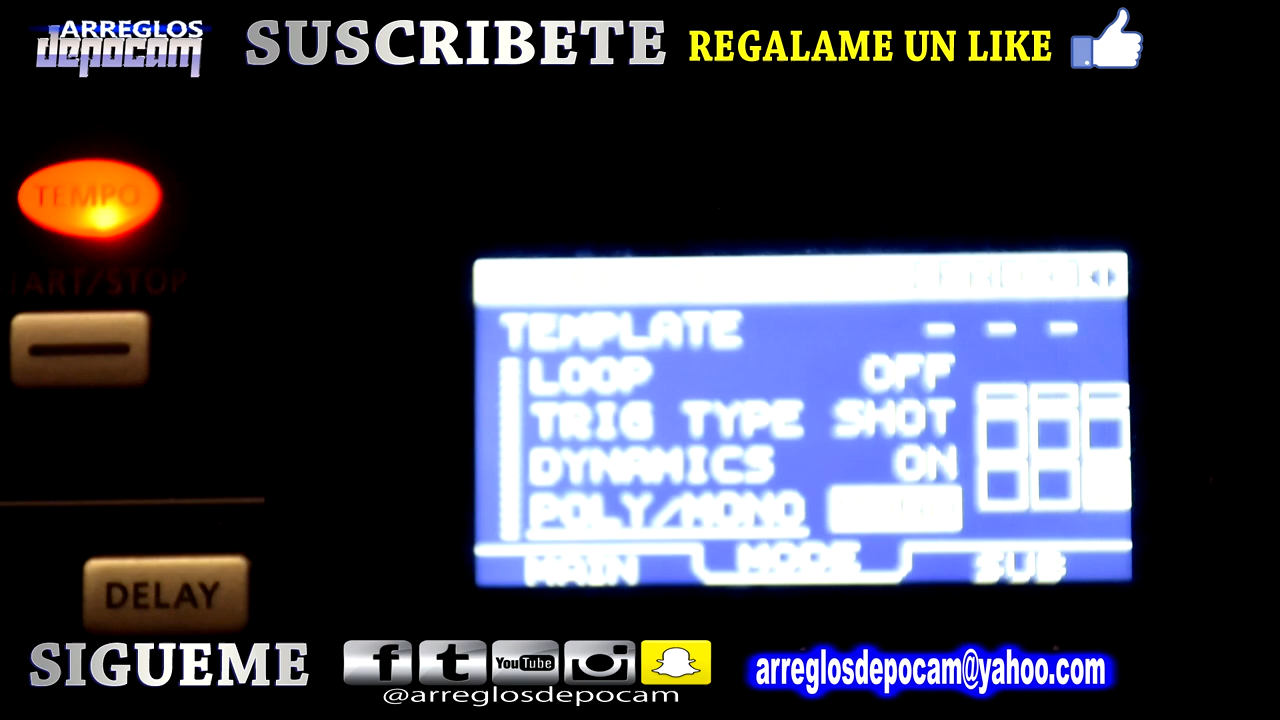 ARREGLOS
depocam
SUSCRIBETE
REGALAME UN LIKE
TEMPO
START/STOP
TEMPLATE - - -
LOOP OFF
TRIG TYPE SHOT
DYNAMICS ON
POLY/MONO
MAIN MODE SUB
DELAY
SIGUEME
f t YouTube
@arreglosdepocam
arreglosdepocam@yahoo.com